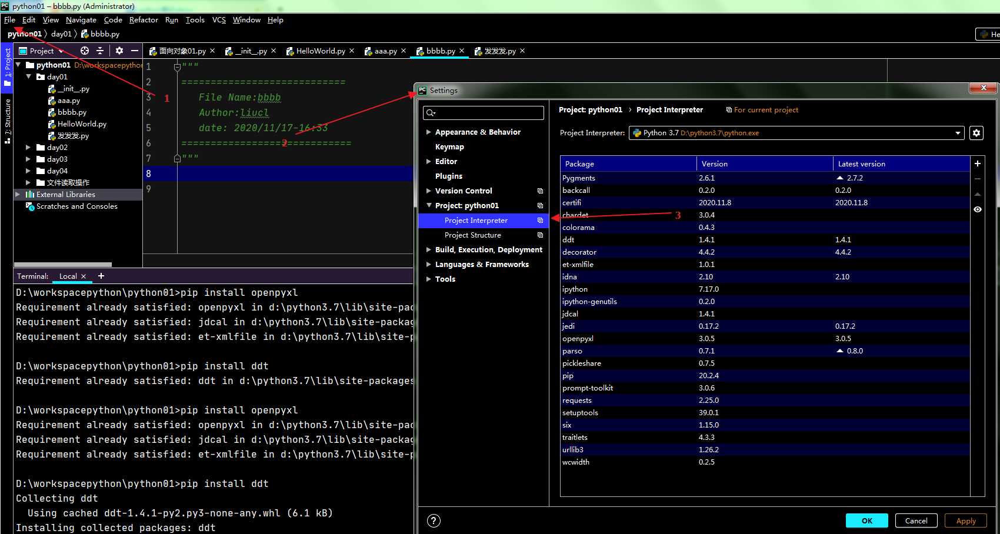 python01 – bbbb.py (Administrator)
File Edit View Navigate Code Refactor Run Tools VCS Window Help
python01 〉 day01 〉 bbbb.py
He
1: Project
7: Structure
Project
python01 D:\workspacepython
day01
__init__.py
aaa.py
bbbb.py
HelloWorld.py
发发发.py
day02
day03
day04
文件读取操作
External Libraries
Scratches and Consoles
面向对象01.py × __init__.py × HelloWorld.py × aaa.py × bbbb.py × 发发发.py ×
1 """
2 ============================
3 File Name:bbbb
4 Author:liucl
5 date: 2020/11/17-16:33
6 =============================
7 """
8
9
1
2
3
Terminal: Local × +
D:\workspacepython\python01>pip install openpyxl
Requirement already satisfied: openpyxl in d:\python3.7\lib\site-pac
Requirement already satisfied: jdcal in d:\python3.7\lib\site-packag
Requirement already satisfied: et-xmlfile in d:\python3.7\lib\site-p
D:\workspacepython\python01>pip install ddt
Requirement already satisfied: ddt in d:\python3.7\lib\site-packages
D:\workspacepython\python01>pip install openpyxl
Requirement already satisfied: openpyxl in d:\python3.7\lib\site-pac
Requirement already satisfied: jdcal in d:\python3.7\lib\site-packag
Requirement already satisfied: et-xmlfile in d:\python3.7\lib\site-p
D:\workspacepython\python01>pip install ddt
Collecting ddt
Using cached ddt-1.4.1-py2.py3-none-any.whl (6.1 kB)
Installing collected packages: ddt
Settings
Appearance & Behavior
Keymap
Editor
Plugins
Version Control
Project: python01
Project Interpreter
Project Structure
Build, Execution, Deployment
Languages & Frameworks
Tools
Project: python01 › Project Interpreter For current project
Project Interpreter: Python 3.7 D:\python3.7\python.exe
Package Version Latest version
Pygments 2.6.1 2.7.2
backcall 0.2.0 0.2.0
certifi 2020.11.8 2020.11.8
chardet 3.0.4
colorama 0.4.3
ddt 1.4.1 1.4.1
decorator 4.4.2 4.4.2
et-xmlfile 1.0.1
idna 2.10 2.10
ipython 7.17.0
ipython-genutils 0.2.0
jdcal 1.4.1
jedi 0.17.2 0.17.2
openpyxl 3.0.5 3.0.5
parso 0.7.1 0.8.0
pickleshare 0.7.5
pip 20.2.4
prompt-toolkit 3.0.6
requests 2.25.0
setuptools 39.0.1
six 1.15.0
traitlets 4.3.3
urllib3 1.26.2
wcwidth 0.2.5
? OK Cancel Apply